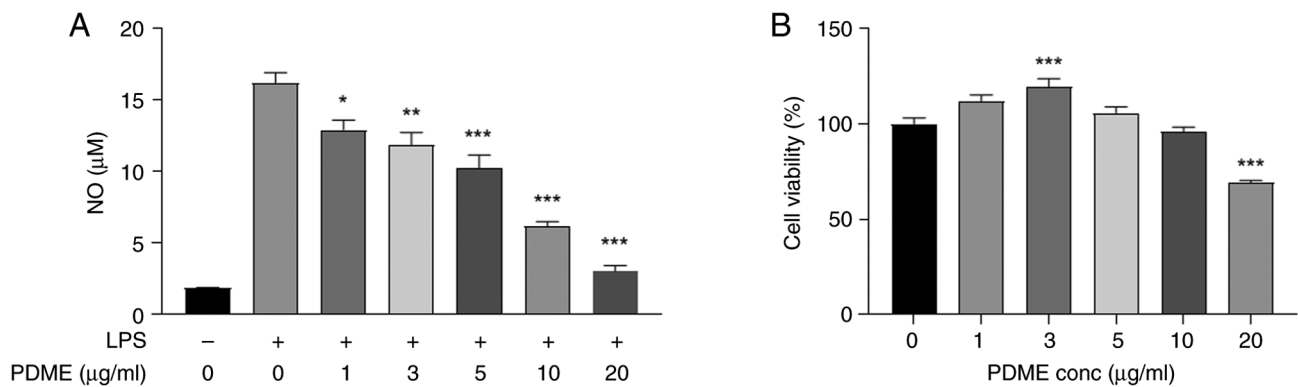 A
NO (μM)
20
15
10
5
0
* ** *** *** ***
LPS – + + + + + +
PDME (μg/ml) 0 0 1 3 5 10 20
B
Cell viability (%)
150
100
50
0
*** ***
0 1 3 5 10 20
PDME conc (μg/ml)